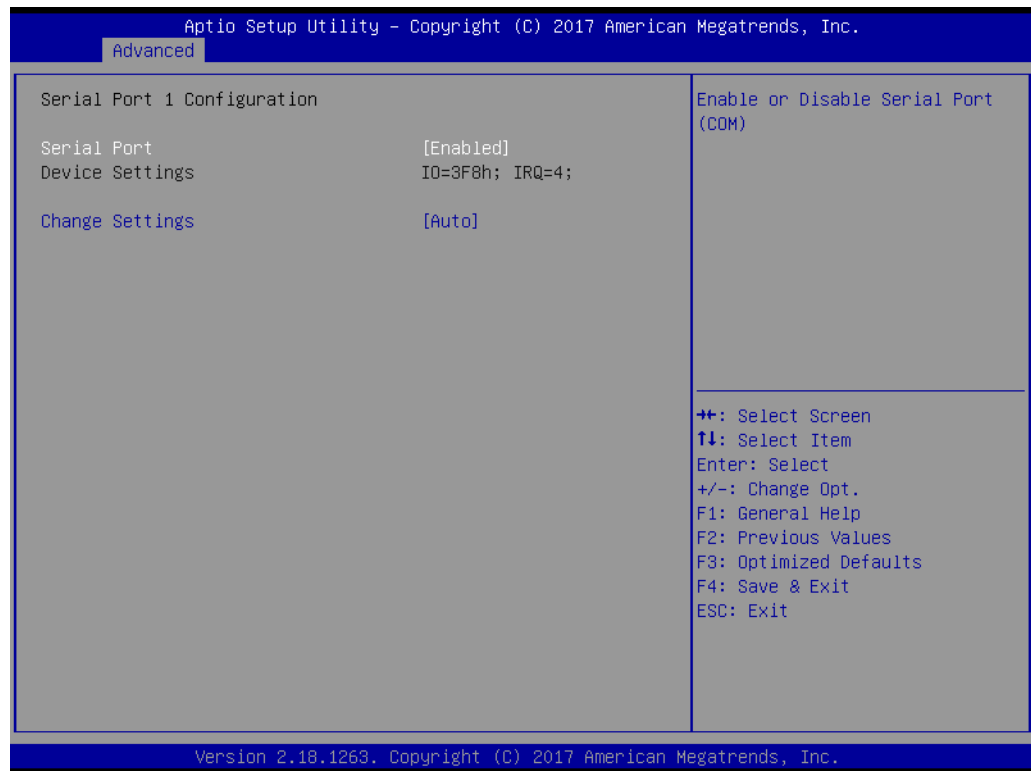 Aptio Setup Utility – Copyright (C) 2017 American Megatrends, Inc.
Advanced
Serial Port 1 Configuration
Serial Port [Enabled]
Device Settings IO=3F8h; IRQ=4;
Change Settings [Auto]
Enable or Disable Serial Port
(COM)
→←: Select Screen
↑↓: Select Item
Enter: Select
+/-: Change Opt.
F1: General Help
F2: Previous Values
F3: Optimized Defaults
F4: Save & Exit
ESC: Exit
Version 2.18.1263. Copyright (C) 2017 American Megatrends, Inc.